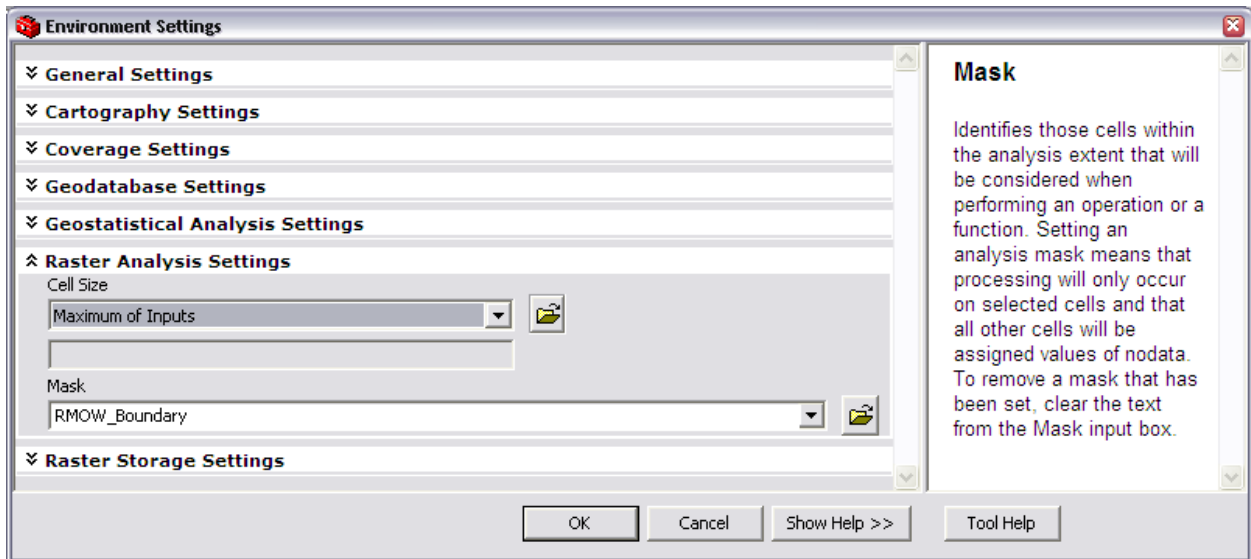 Environment Settings
General Settings
Cartography Settings
Coverage Settings
Geodatabase Settings
Geostatistical Analysis Settings
Raster Analysis Settings
Cell Size
Maximum of Inputs
Mask
RMOW_Boundary
Raster Storage Settings
Mask
Identifies those cells within
the analysis extent that will
be considered when
performing an operation or a
function. Setting an
analysis mask means that
processing will only occur
on selected cells and that
all other cells will be
assigned values of nodata.
To remove a mask that has
been set, clear the text
from the Mask input box.
OK
Cancel
Show Help >>
Tool Help